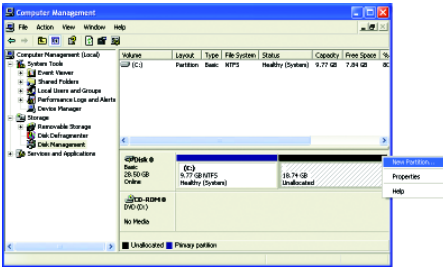 Computer Management
File Action View Window Help
Computer Management (Local)
System Tools
Event Viewer
Shared Folders
Local Users and Groups
Performance Logs and Alerts
Device Manager
Storage
Removable Storage
Disk Defragmenter
Disk Management
Services and Applications
Volume Layout Type File System Status Capacity Free Space %
(C:) Partition Basic NTFS Healthy (System) 9.77 GB 7.84 GB 80
Disk 0
Basic
28.50 GB
Online
(C:)
9.77 GB NTFS
Healthy (System)
18.74 GB
Unallocated
CD-ROM 0
DVD (D:)
No Media
Unallocated Primary partition
New Partition...
Properties
Help